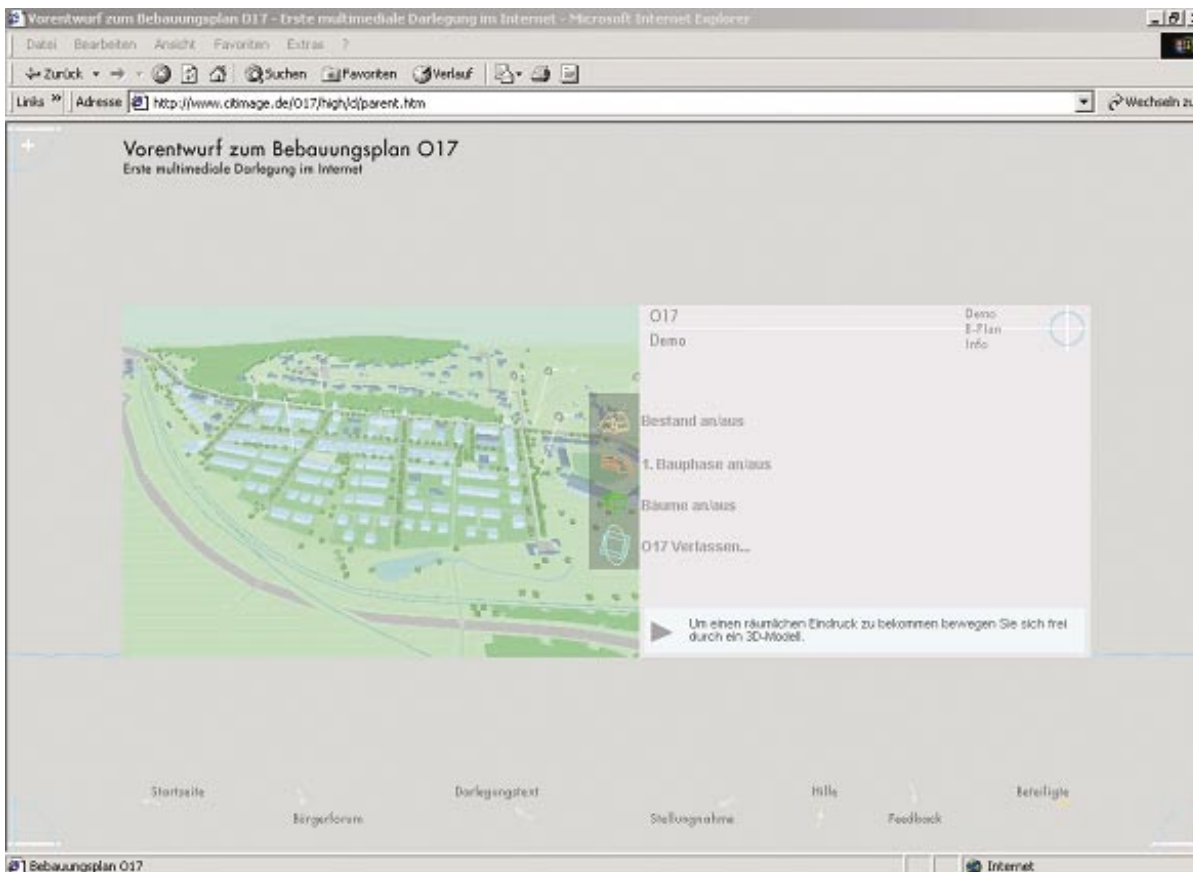 Vorentwurf zum Bebauungsplan O17 - Erste multimediale Darlegung im Internet - Microsoft Internet Explorer
Datei Bearbeiten Ansicht Favoriten Extras ?
Zurück Suchen Favoriten Verlauf
Links » Adresse http://www.citimage.de/O17/high/d/parent.htm Wechseln zu
Vorentwurf zum Bebauungsplan O17
Erste multimediale Darlegung im Internet
O17
Demo
Demo
E-Plan
Info
Bestand an/aus
1. Bauphase an/aus
Bäume an/aus
O17 Verlassen...
Um einen räumlichen Eindruck zu bekommen bewegen Sie sich frei
durch ein 3D-Modell.
Startseite Darlegungstext Hilfe Beteiligte
Bürgerforum Stellungnahme Feedback
Bebauungsplan O17 Internet